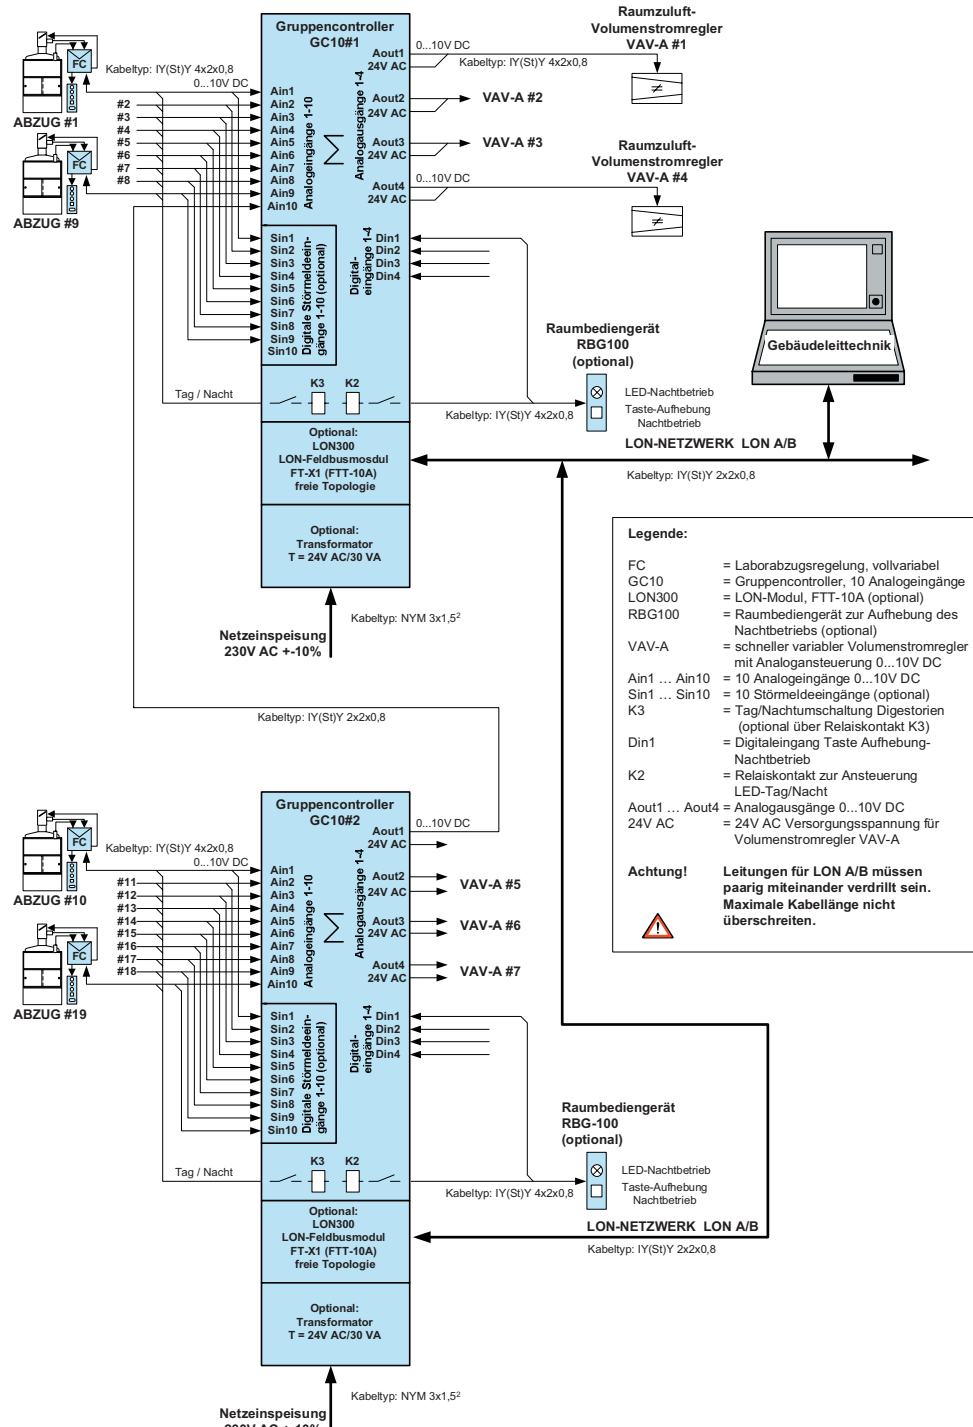 Gruppencontroller
GC10#1
Raumzuluft-
Volumenstromregler
VAV-A #1
FC
Kabeltyp: IY(St)Y 4x2x0,8
0...10V DC
ABZUG #1
#2
#3
#4
#5
#6
#7
#8
FC
ABZUG #9
Ain1
Ain2
Ain3
Ain4
Ain5
Ain6
Ain7
Ain8
Ain9
Ain10
Analogeingänge 1-10
Σ
Analogausgänge 1-4
Aout1
24V AC
0...10V DC
Kabeltyp: IY(St)Y 4x2x0,8
≠
Aout2
24V AC
VAV-A #2
Aout3
24V AC
VAV-A #3
Aout4
24V AC
0...10V DC
Raumzuluft-
Volumenstromregler
VAV-A #4
≠
Sin1
Sin2
Sin3
Sin4
Sin5
Sin6
Sin7
Sin8
Sin9
Sin10
Digitale Störmeldeein-
gänge 1-10 (optional)
Digital-
eingänge 1-4
Din1
Din2
Din3
Din4
Gebäudeleittechnik
Raumbediengerät
RBG100
(optional)
LED-Nachtbetrieb
Taste-Aufhebung
Nachtbetrieb
Tag / Nacht
K3
K2
Kabeltyp: IY(St)Y 4x2x0,8
Optional:
LON300
LON-Feldbusmosdul
FT-X1 (FTT-10A)
freie Topologie
LON-NETZWERK LON A/B
Kabeltyp: IY(St)Y 2x2x0,8
Optional:
Transformator
T = 24V AC/30 VA
Kabeltyp: NYM 3x1,5²
Netzeinspeisung
230V AC +-10%
Legende:
FC = Laborabzugsregelung, vollvariabel
GC10 = Gruppencontroller, 10 Analogeingänge
LON300 = LON-Modul, FTT-10A (optional)
RBG100 = Raumbediengerät zur Aufhebung des
Nachtbetriebs (optional)
VAV-A = schneller variabler Volumenstromregler
mit Analogansteuerung 0...10V DC
Ain1 … Ain10 = 10 Analogeingänge 0...10V DC
Sin1 … Sin10 = 10 Störmeldeeingänge (optional)
K3 = Tag/Nachtumschaltung Digestorien
(optional über Relaiskontakt K3)
Din1 = Digitaleingang Taste Aufhebung-
Nachtbetrieb
K2 = Relaiskontakt zur Ansteuerung
LED-Tag/Nacht
Aout1 … Aout4 = Analogausgänge 0...10V DC
24V AC = 24V AC Versorgungsspannung für
Volumenstromregler VAV-A
Achtung! Leitungen für LON A/B müssen
paarig miteinander verdrillt sein.
Maximale Kabellänge nicht
überschreiten.
Kabeltyp: IY(St)Y 2x2x0,8
Gruppencontroller
GC10#2
FC
Kabeltyp: IY(St)Y 4x2x0,8
0...10V DC
ABZUG #10
#11
#12
#13
#14
#15
#16
#17
#18
FC
ABZUG #19
Ain1
Ain2
Ain3
Ain4
Ain5
Ain6
Ain7
Ain8
Ain9
Ain10
Analogeingänge 1-10
Σ
Analogausgänge 1-4
Aout1
24V AC
0...10V DC
Aout2
24V AC
VAV-A #5
Aout3
24V AC
VAV-A #6
Aout4
24V AC
VAV-A #7
Sin1
Sin2
Sin3
Sin4
Sin5
Sin6
Sin7
Sin8
Sin9
Sin10
Digitale Störmeldeein-
gänge 1-10 (optional)
Digital-
eingänge 1-4
Din1
Din2
Din3
Din4
Raumbediengerät
RBG-100
(optional)
LED-Nachtbetrieb
Taste-Aufhebung
Nachtbetrieb
Tag / Nacht
K3
K2
Kabeltyp: IY(St)Y 4x2x0,8
Optional:
LON300
LON-Feldbusmodul
FT-X1 (FTT-10A)
freie Topologie
LON-NETZWERK LON A/B
Kabeltyp: IY(St)Y 2x2x0,8
Optional:
Transformator
T = 24V AC/30 VA
Kabeltyp: NYM 3x1,5²
Netzeinspeisung